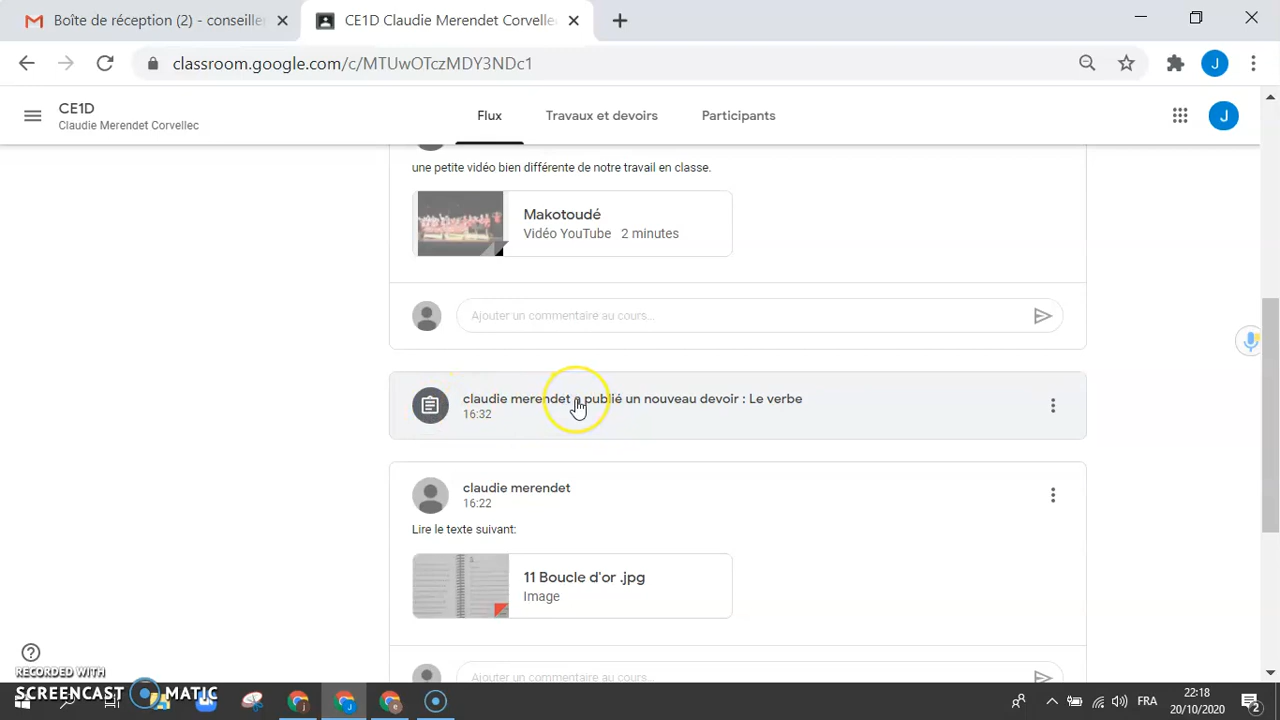 Boîte de réception (2) - conseille
CE1D Claudie Merendet Corvelle
classroom.google.com/c/MTUwOTczMDY3NDc1
J
CE1D
Claudie Merendet Corvellec
Flux
Travaux et devoirs
Participants
J
une petite vidéo bien différente de notre travail en classe.
Makotoudé
Vidéo YouTube 2 minutes
Ajouter un commentaire au cours...
claudie merendet a publié un nouveau devoir : Le verbe
16:32
claudie merendet
16:22
Lire le texte suivant:
11 Boucle d'or .jpg
Image
Ajouter un commentaire au cours...
RECORDED WITH
SCREENCAST MATIC
FRA
22:18
20/10/2020
2